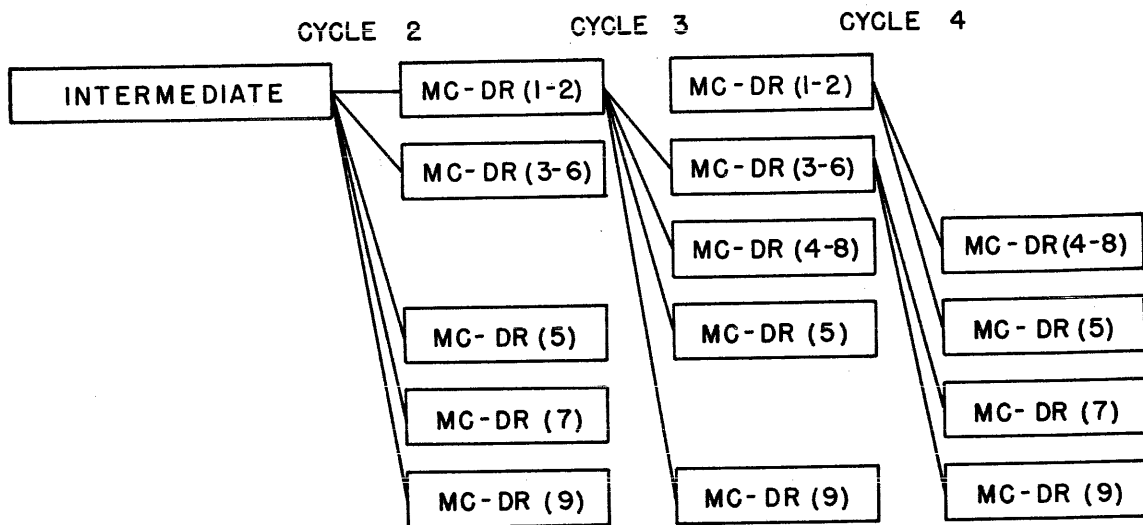 CYCLE 2 CYCLE 3 CYCLE 4
INTERMEDIATE MC-DR (1-2) MC-DR (1-2)
MC-DR (3-6) MC-DR (3-6)
MC-DR (4-8) MC-DR (4-8)
MC-DR (5) MC-DR (5) MC-DR (5)
MC-DR (7) MC-DR (7)
MC-DR (9) MC-DR (9) MC-DR (9)